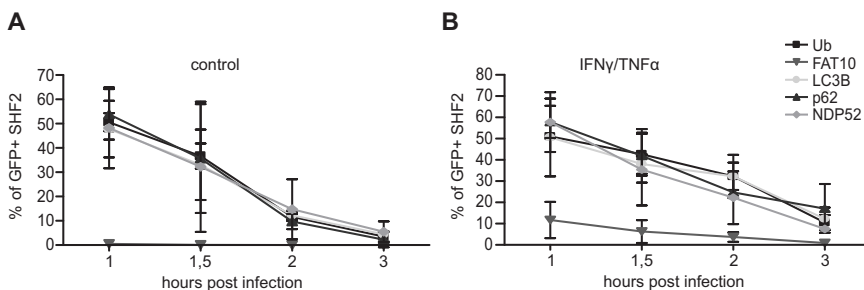 A
control
% of GFP+ SHF2
70
60
50
40
30
20
10
0
1 1,5 2 3
hours post infection
B
IFNγ/TNFα
% of GFP+ SHF2
80
70
60
50
40
30
20
10
0
1 1,5 2 3
hours post infection
Ub
FAT10
LC3B
p62
NDP52